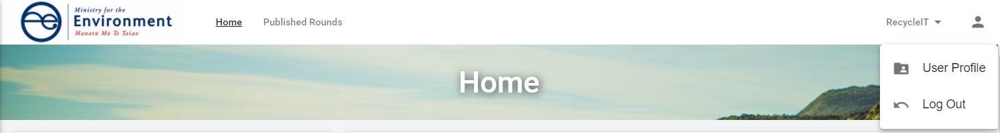 Ministry for the
Environment
Manatū Mō Te Taiao
Home
Published Rounds
RecycleIT
Home
User Profile
Log Out